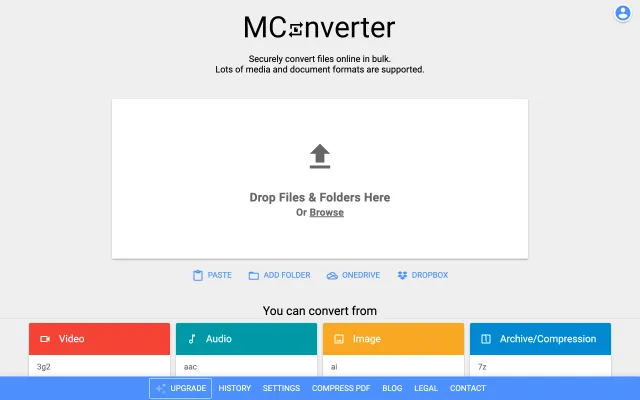 MConverter
Securely convert files online in bulk.
Lots of media and document formats are supported.
Drop Files & Folders Here
Or Browse
PASTE ADD FOLDER ONEDRIVE DROPBOX
You can convert from
Video Audio Image Archive/Compression
3g2 aac ai 7z
UPGRADE HISTORY SETTINGS COMPRESS PDF BLOG LEGAL CONTACT